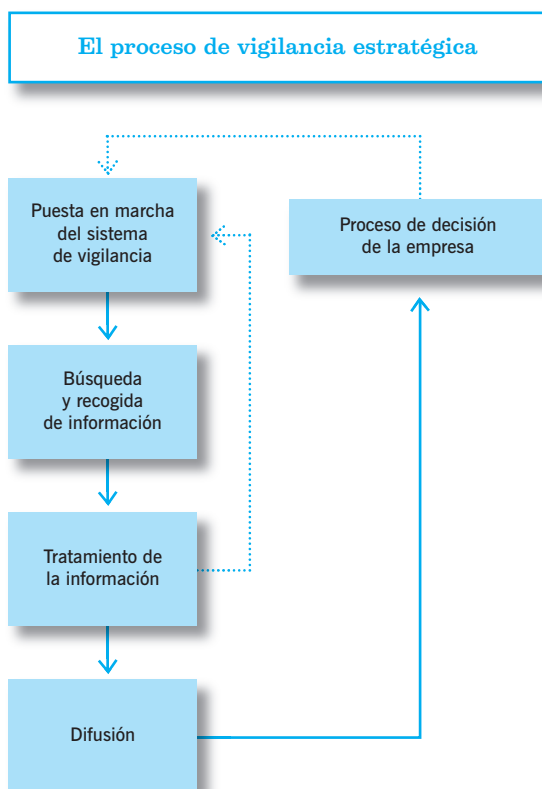 El proceso de vigilancia estratégica
Puesta en marcha
del sistema
de vigilancia
Proceso de decisión
de la empresa
Búsqueda
y recogida
de información
Tratamiento de
la información
Difusión